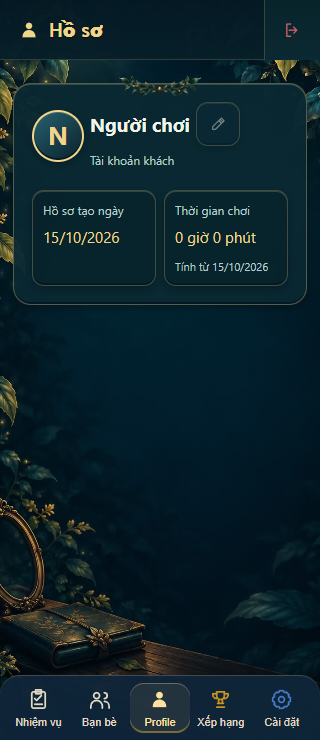 Hồ sơ
N
Người chơi
Tài khoản khách
Hồ sơ tạo ngày
15/10/2026
Thời gian chơi
0 giờ 0 phút
Tính từ 15/10/2026
Nhiệm vụ
Bạn bè
Profile
Xếp hạng
Cài đặt